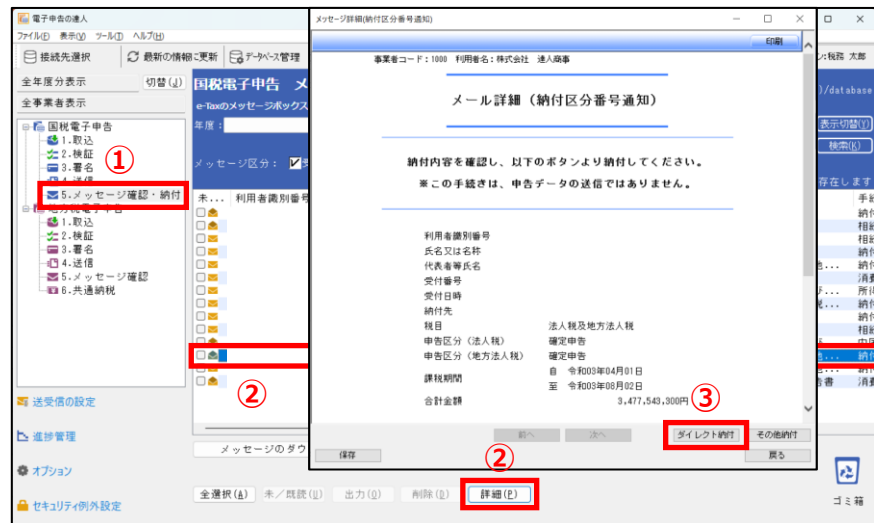 電子申告の達人
ファイル(F) 表示(V) ツール(T) ヘルプ(H)
接続先選択 最新の情報に更新 データベース管理
ン:税務 太郎
全年度分表示 切替(J)
全事業者表示
国税電子申告
1.取込
2.検証
3.署名
4.送信
5.メッセージ確認・納付
地方税電子申告
1.取込
2.検証
3.署名
4.送信
5.メッセージ確認
6.共通納税
①
送受信の設定
進捗管理
オプション
セキュリティ例外設定
国税電子申告 メ
e-Taxのメッセージボックス
)/database
年度:
表示切替(Y)
検索(K)
メッセージ区分:
存在します
未... 利用者識別番号
②
メッセージのダウ
全選択(A) 未/既読(U) 出力(O) 削除(D) 詳細(P)
②
ゴミ箱
メッセージ詳細(納付区分番号通知)
印刷
事業者コード:1000 利用者名:株式会社 達人商事
メール詳細(納付区分番号通知)
納付内容を確認し、以下のボタンより納付してください。
※この手続きは、申告データの送信ではありません。
利用者識別番号
氏名又は名称
代表者等氏名
受付番号
受付日時
納付先
税目 法人税及地方法人税
申告区分(法人税) 確定申告
申告区分(地方法人税) 確定申告
課税期間 自 令和03年04月01日
至 令和03年08月02日
合計金額 3,477,543,300円
③
前へ 次へ ダイレクト納付 その他納付
保存 戻る